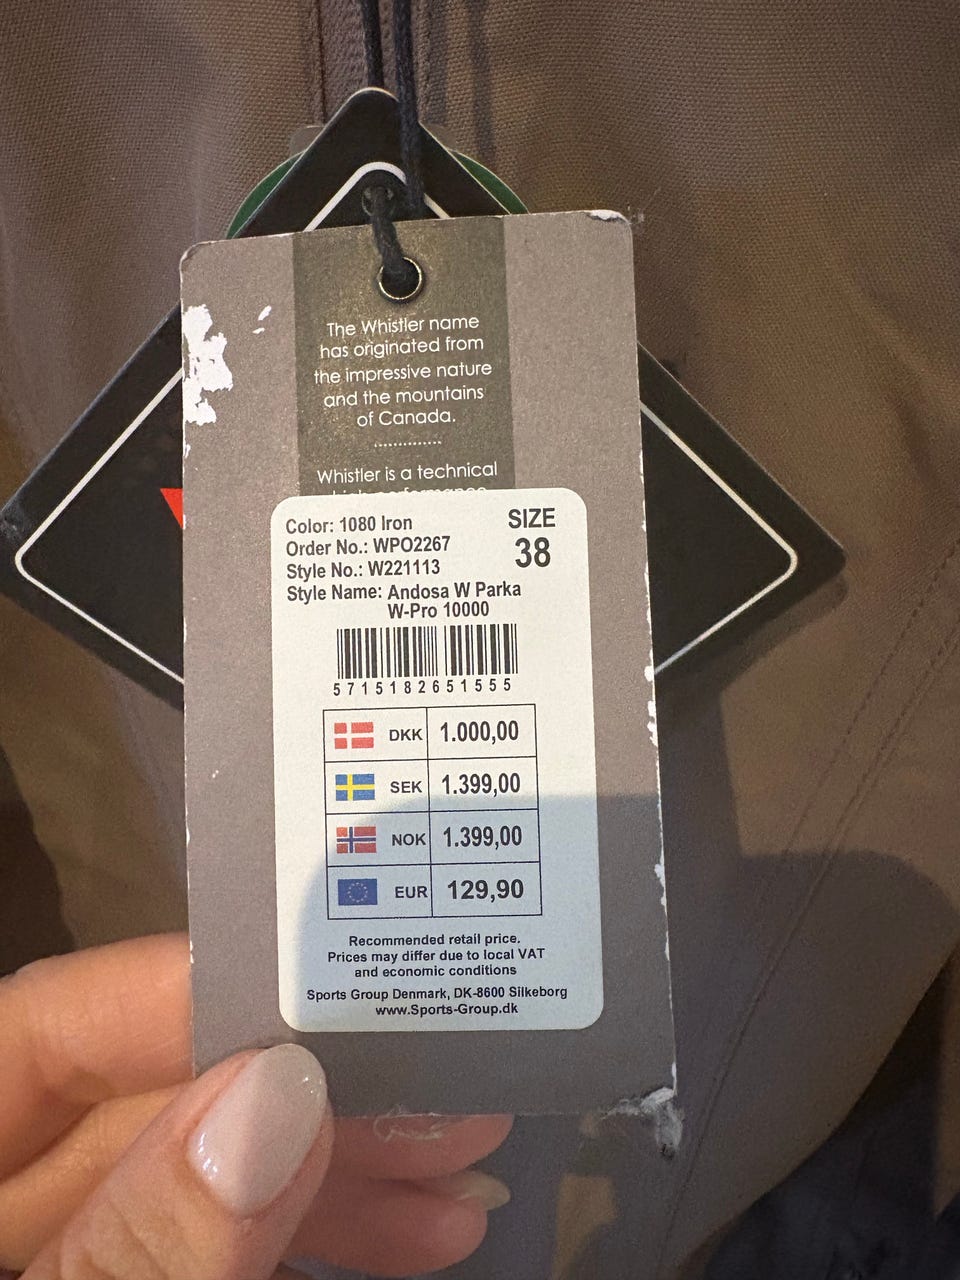 The Whistler name
has originated from
the impressive nature
and the mountains
of Canada.
..............
Whistler is a technical
Color: 1080 Iron
Order No.: WPO2267
Style No.: W221113
Style Name: Andosa W Parka
W-Pro 10000
SIZE
38
5715182651555
DKK 1.000,00
SEK 1.399,00
NOK 1.399,00
EUR 129,90
Recommended retail price.
Prices may differ due to local VAT
and economic conditions
Sports Group Denmark, DK-8600 Silkeborg
www.Sports-Group.dk